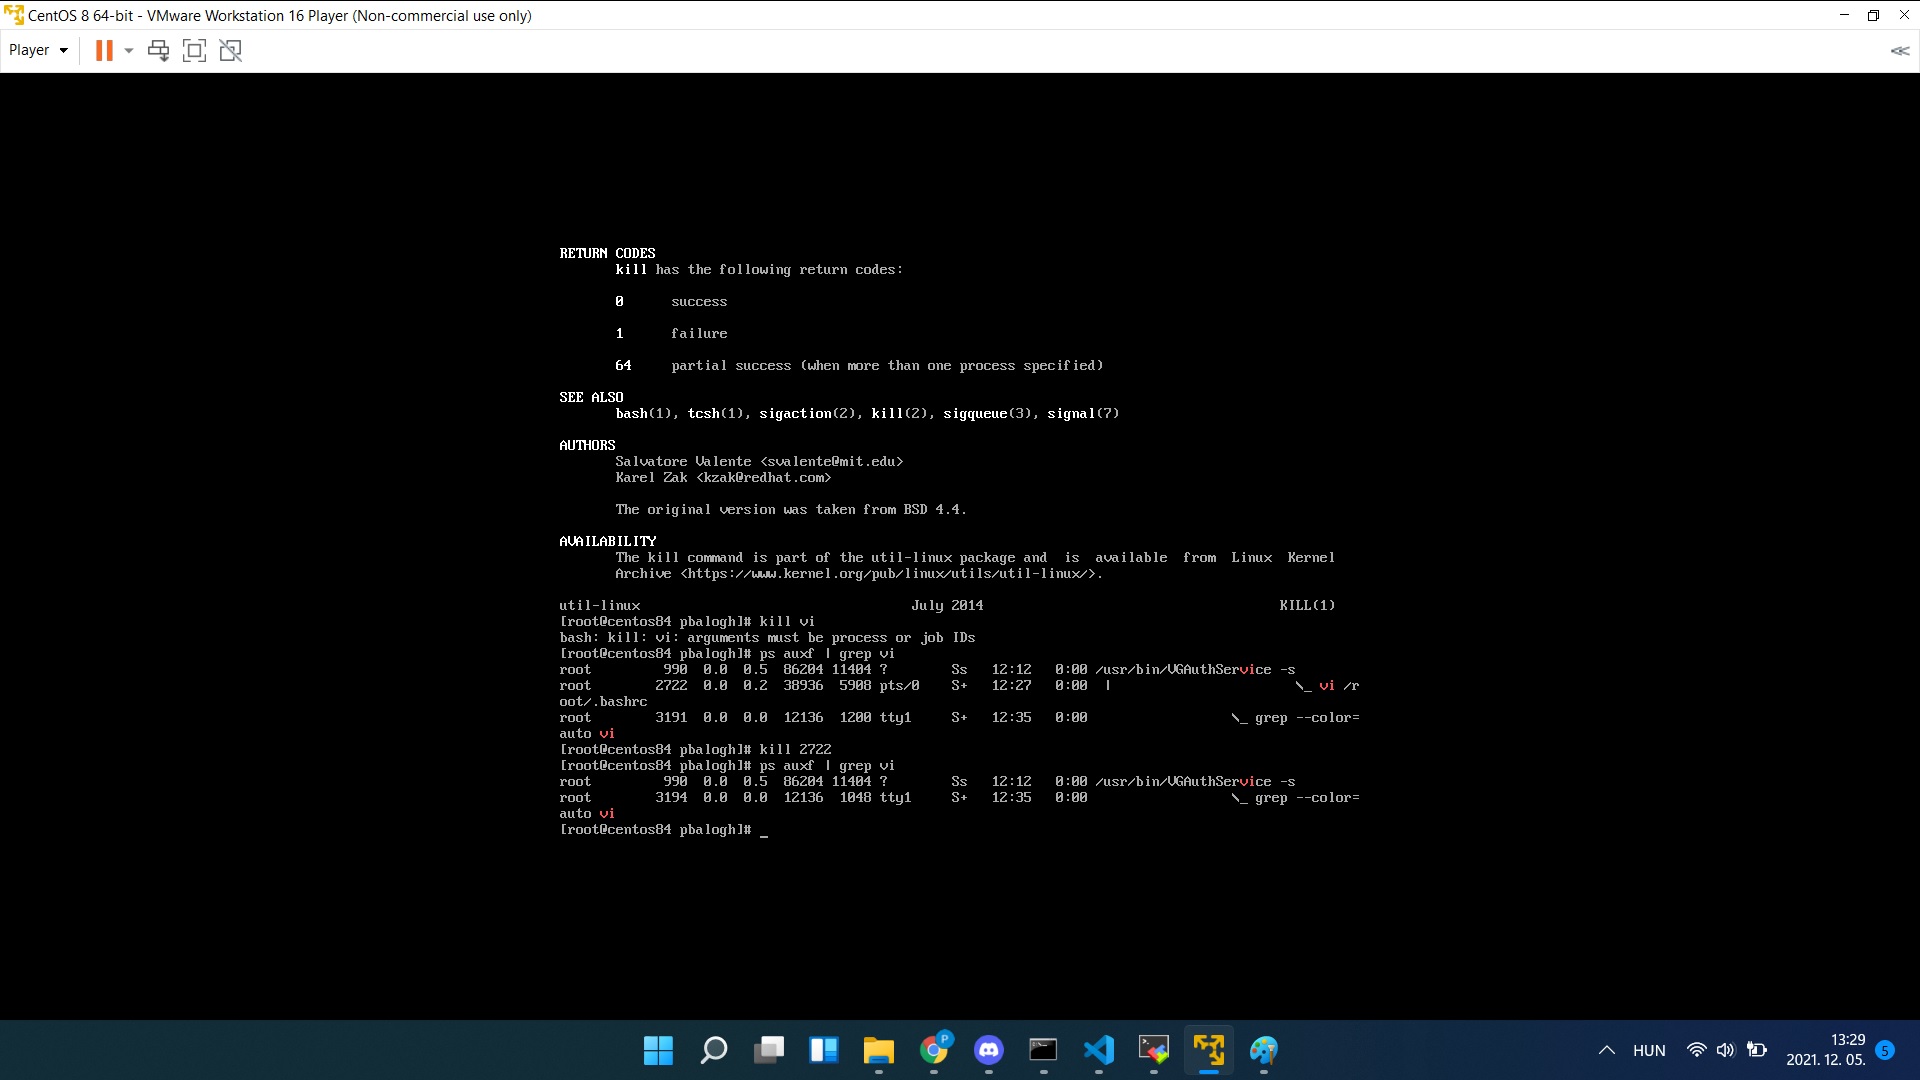 CentOS 8 64-bit - VMware Workstation 16 Player (Non-commercial use only)
Player
RETURN CODES
kill has the following return codes:
0 success
1 failure
64 partial success (when more than one process specified)
SEE ALSO
bash(1), tcsh(1), sigaction(2), kill(2), sigqueue(3), signal(7)
AUTHORS
Salvatore Valente <svalente@mit.edu>
Karel Zak <kzak@redhat.com>
The original version was taken from BSD 4.4.
AVAILABILITY
The kill command is part of the util-linux package and is available from Linux Kernel
Archive <https://www.kernel.org/pub/linux/utils/util-linux/>.
util-linux July 2014 KILL(1)
[root@centos84 pbalogh]# kill vi
bash: kill: vi: arguments must be process or job IDs
[root@centos84 pbalogh]# ps auxf | grep vi
root 990 0.0 0.5 86204 11404 ? Ss 12:12 0:00 /usr/bin/VGAuthService -s
root 2722 0.0 0.2 38936 5908 pts/0 S+ 12:27 0:00 | \_ vi /r
oot/.bashrc
root 3191 0.0 0.0 12136 1200 tty1 S+ 12:35 0:00 \_ grep --color=
auto vi
[root@centos84 pbalogh]# kill 2722
[root@centos84 pbalogh]# ps auxf | grep vi
root 990 0.0 0.5 86204 11404 ? Ss 12:12 0:00 /usr/bin/VGAuthService -s
root 3194 0.0 0.0 12136 1048 tty1 S+ 12:35 0:00 \_ grep --color=
auto vi
[root@centos84 pbalogh]# _
P
HUN
13:29
2021. 12. 05.
5